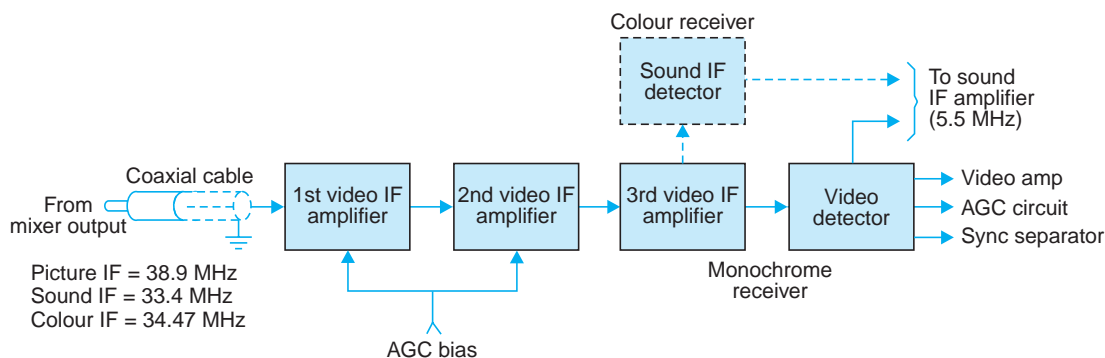 Colour receiver
Sound IF
detector
To sound
IF amplifier
(5.5 MHz)
Coaxial cable
From
mixer output
1st video IF
amplifier
2nd video IF
amplifier
3rd video IF
amplifier
Video
detector
Video amp
AGC circuit
Sync separator
Monochrome
receiver
Picture IF = 38.9 MHz
Sound IF = 33.4 MHz
Colour IF = 34.47 MHz
AGC bias